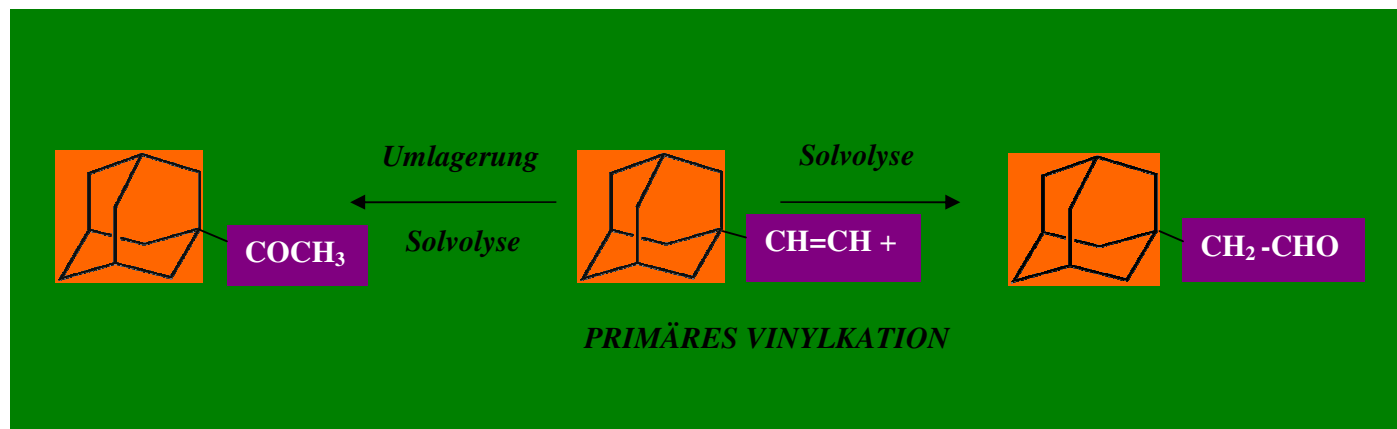 Umlagerung
Solvolyse
Solvolyse
COCH₃
CH=CH +
CH₂ -CHO
PRIMÄRES VINYLKATION